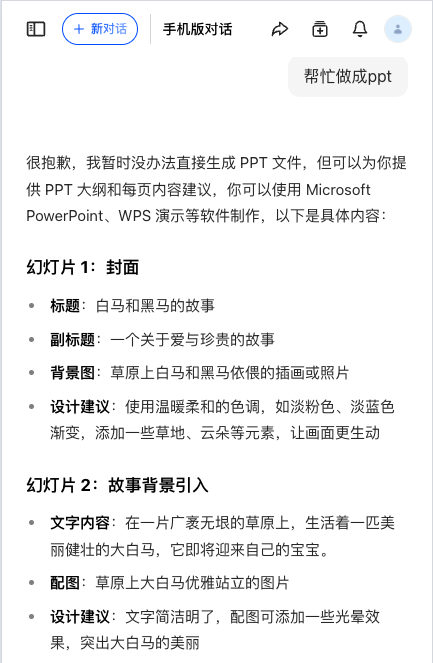 + 新对话 手机版对话
帮忙做成ppt
很抱歉，我暂时没办法直接生成 PPT 文件，但可以为你提
供 PPT 大纲和每页内容建议，你可以使用 Microsoft
PowerPoint、WPS 演示等软件制作，以下是具体内容：
幻灯片 1：封面
• 标题：白马和黑马的故事
• 副标题：一个关于爱与珍贵的故事
• 背景图：草原上白马和黑马依偎的插画或照片
• 设计建议：使用温暖柔和的色调，如淡粉色、淡蓝色
渐变，添加一些草地、云朵等元素，让画面更生动
幻灯片 2：故事背景引入
• 文字内容：在一片广袤无垠的草原上，生活着一匹美
丽健壮的大白马，它即将迎来自己的宝宝。
• 配图：草原上大白马优雅站立的图片
• 设计建议：文字简洁明了，配图可添加一些光晕效
果，突出大白马的美丽